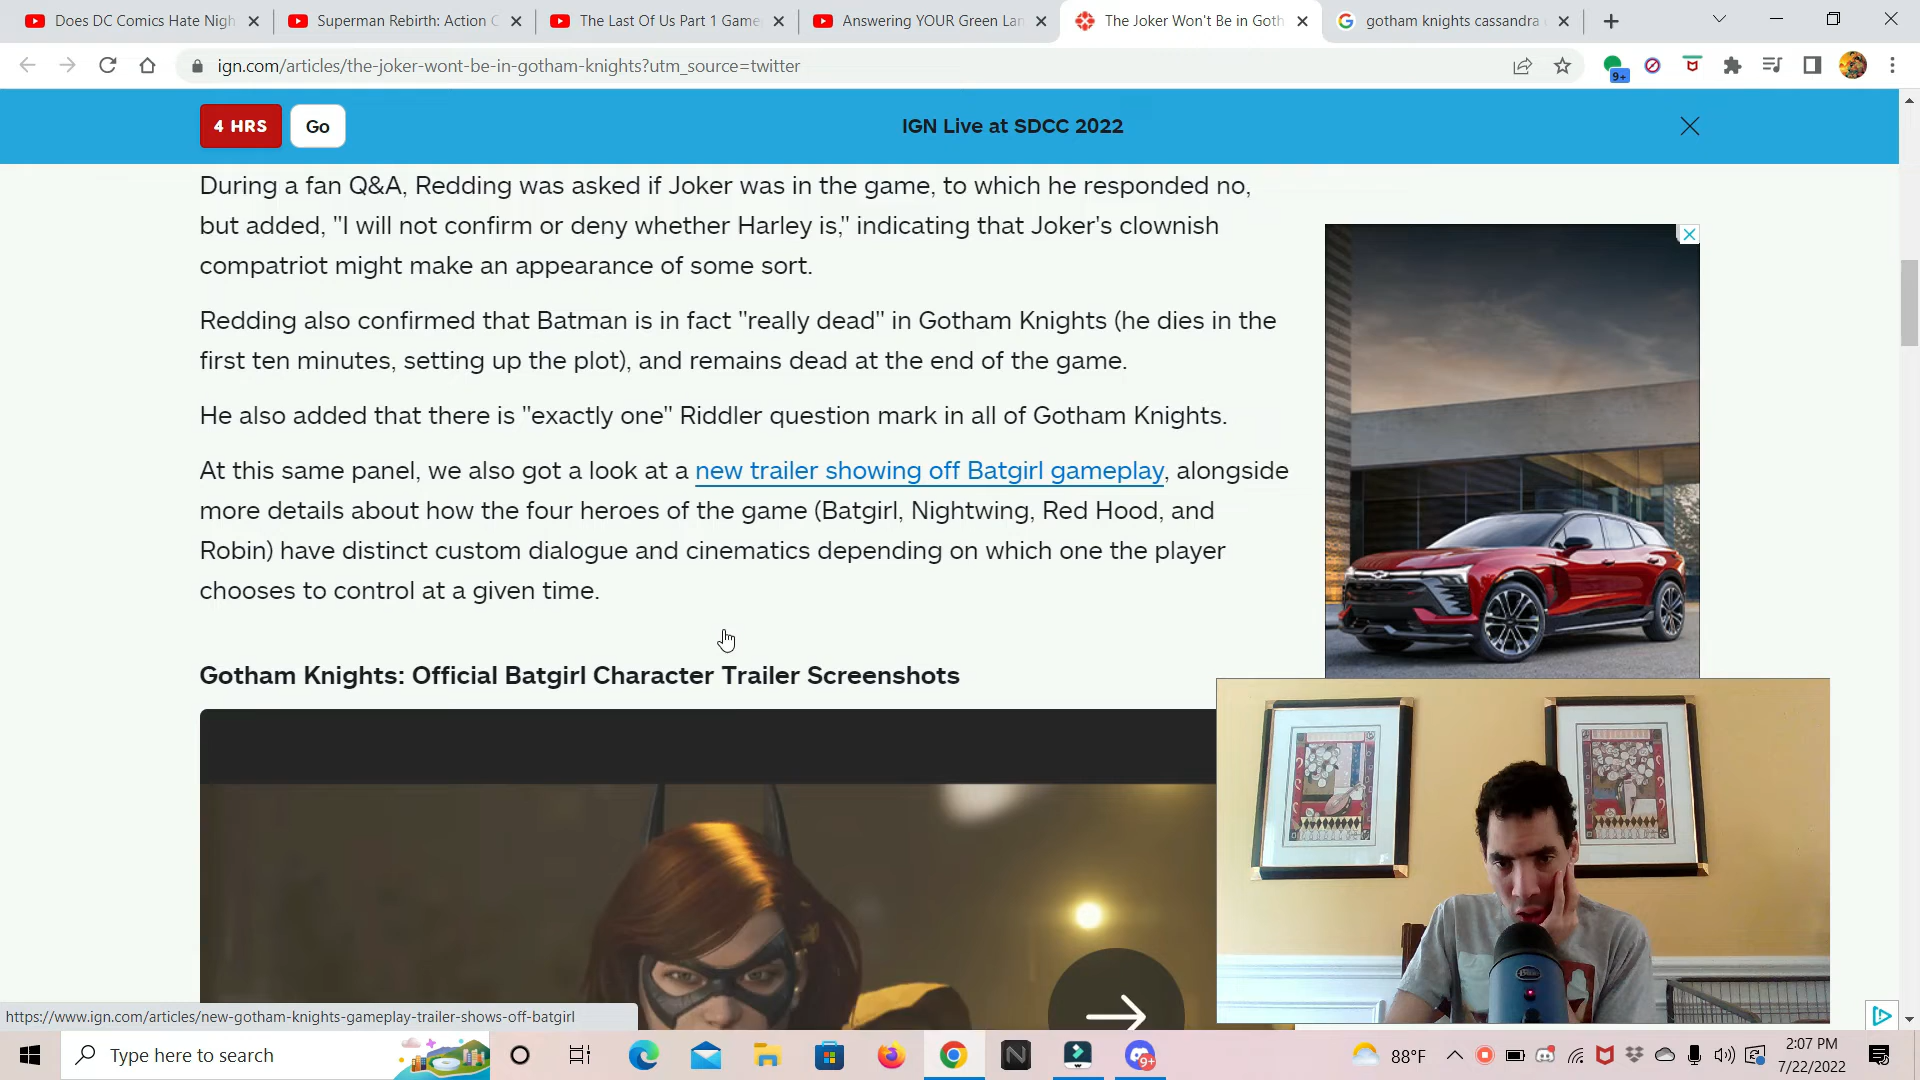 Does DC Comics Hate Nigh
Superman Rebirth: Action C
The Last Of Us Part 1 Game
Answering YOUR Green Lan
The Joker Won't Be in Goth
gotham knights cassandra
ign.com/articles/the-joker-wont-be-in-gotham-knights?utm_source=twitter
9+
4 HRS
Go
IGN Live at SDCC 2022
During a fan Q&A, Redding was asked if Joker was in the game, to which he responded no,
but added, "I will not confirm or deny whether Harley is," indicating that Joker's clownish
compatriot might make an appearance of some sort.
Redding also confirmed that Batman is in fact "really dead" in Gotham Knights (he dies in the
first ten minutes, setting up the plot), and remains dead at the end of the game.
He also added that there is "exactly one" Riddler question mark in all of Gotham Knights.
At this same panel, we also got a look at a new trailer showing off Batgirl gameplay, alongside
more details about how the four heroes of the game (Batgirl, Nightwing, Red Hood, and
Robin) have distinct custom dialogue and cinematics depending on which one the player
chooses to control at a given time.
Gotham Knights: Official Batgirl Character Trailer Screenshots
https://www.ign.com/articles/new-gotham-knights-gameplay-trailer-shows-off-batgirl
Type here to search
9+
88°F
2:07 PM
7/22/2022